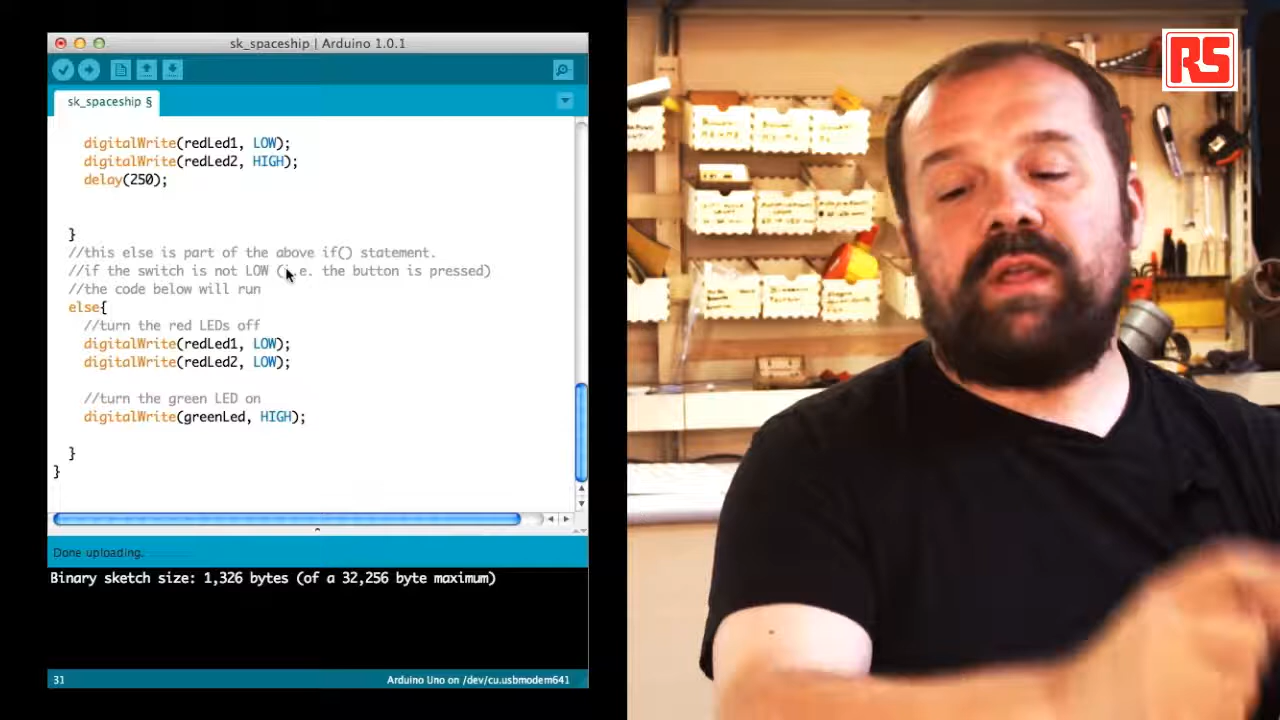 sk_spaceship | Arduino 1.0.1
sk_spaceship §
digitalWrite(redLed1, LOW);
digitalWrite(redLed2, HIGH);
delay(250);
}
//this else is part of the above if() statement.
//if the switch is not LOW (i.e. the button is pressed)
//the code below will run
else{
//turn the red LEDs off
digitalWrite(redLed1, LOW);
digitalWrite(redLed2, LOW);
//turn the green LED on
digitalWrite(greenLed, HIGH);
}
}
Done uploading.
Binary sketch size: 1,326 bytes (of a 32,256 byte maximum)
31
Arduino Uno on /dev/cu.usbmodem641
RS